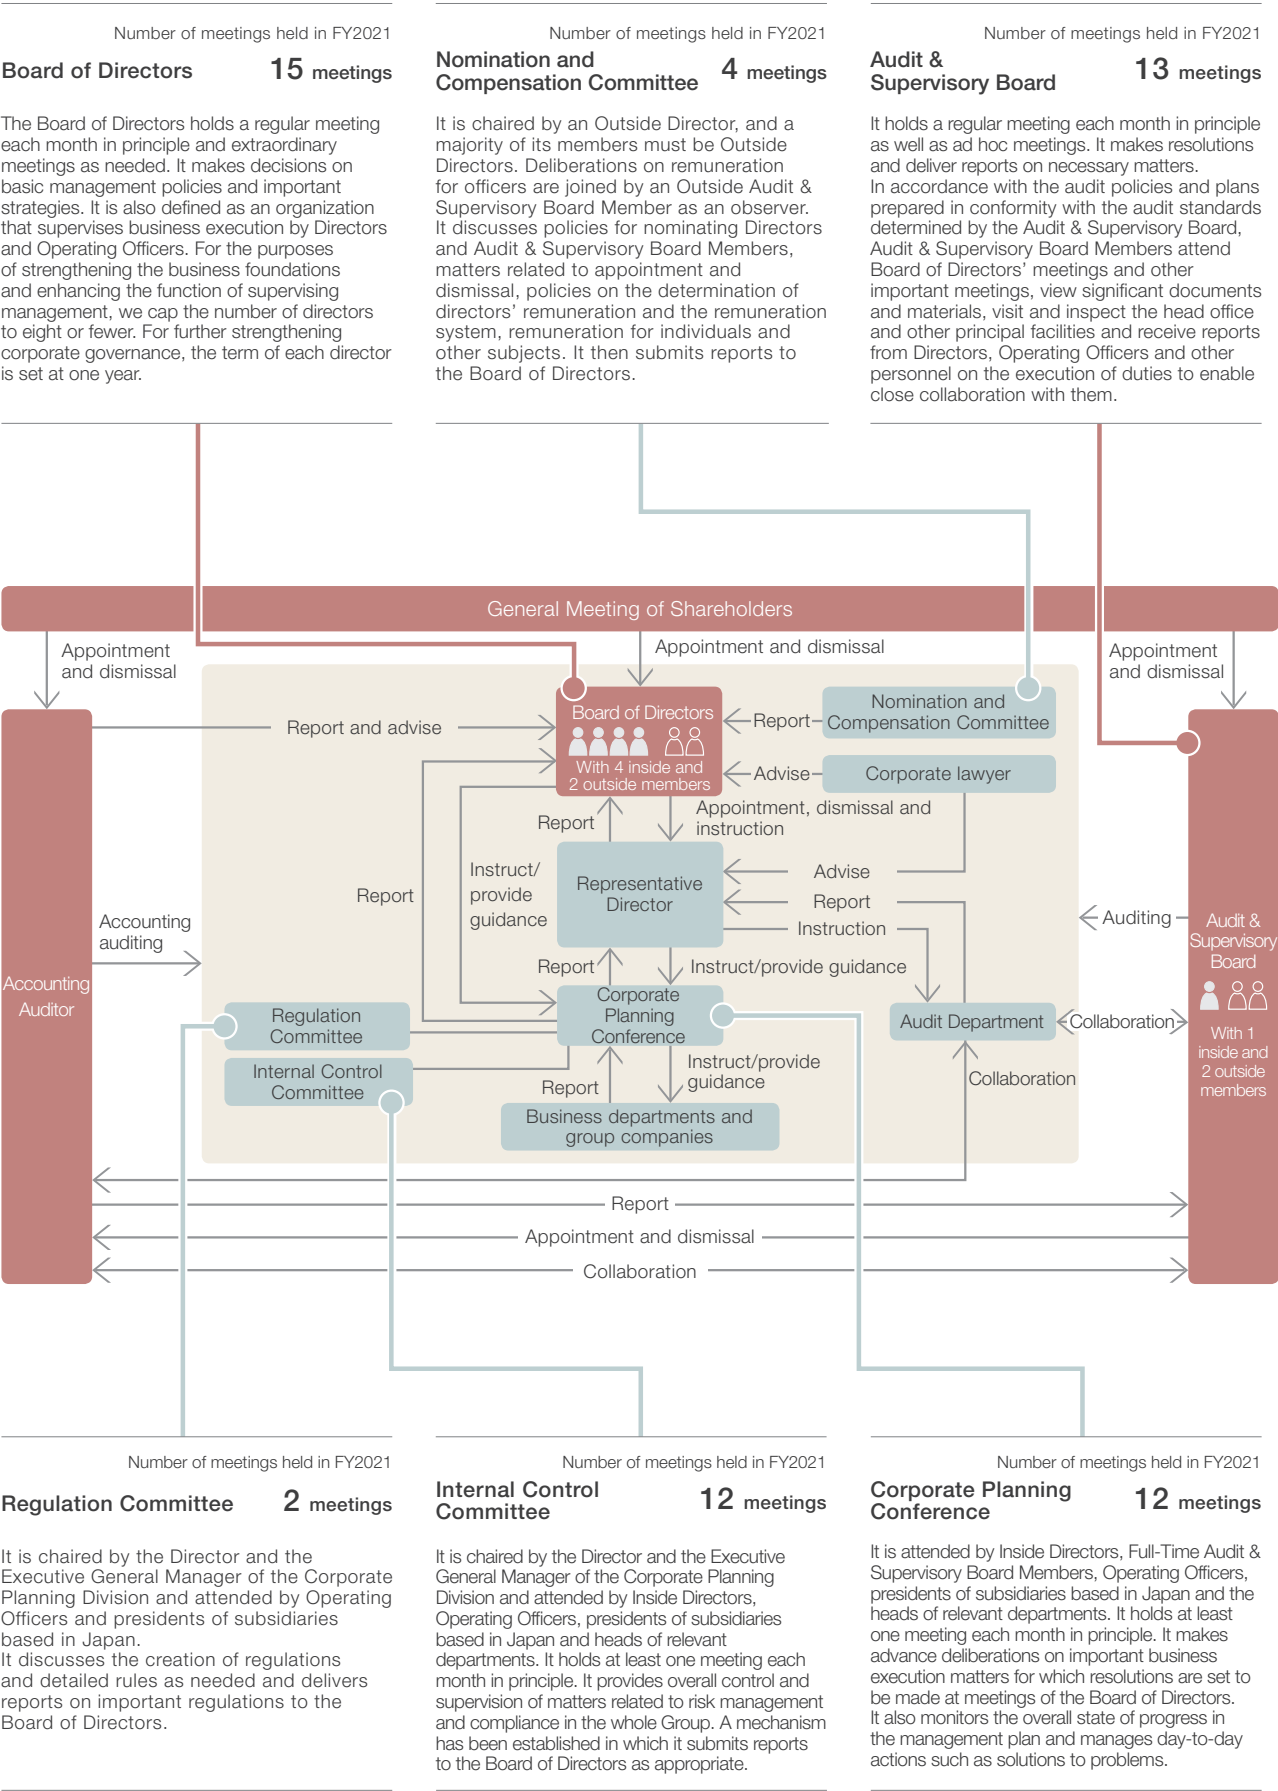 Number of meetings held in FY2021
Board of Directors 15 meetings
The Board of Directors holds a regular meeting
each month in principle and extraordinary
meetings as needed. It makes decisions on
basic management policies and important
strategies. It is also defined as an organization
that supervises business execution by Directors
and Operating Officers. For the purposes
of strengthening the business foundations
and enhancing the function of supervising
management, we cap the number of directors
to eight or fewer. For further strengthening
corporate governance, the term of each director
is set at one year.
Number of meetings held in FY2021
Nomination and
Compensation Committee 4 meetings
It is chaired by an Outside Director, and a
majority of its members must be Outside
Directors. Deliberations on remuneration
for officers are joined by an Outside Audit &
Supervisory Board Member as an observer.
It discusses policies for nominating Directors
and Audit & Supervisory Board Members,
matters related to appointment and
dismissal, policies on the determination of
directors' remuneration and the remuneration
system, remuneration for individuals and
other subjects. It then submits reports to
the Board of Directors.
Number of meetings held in FY2021
Audit &
Supervisory Board 13 meetings
It holds a regular meeting each month in principle
as well as ad hoc meetings. It makes resolutions
and deliver reports on necessary matters.
In accordance with the audit policies and plans
prepared in conformity with the audit standards
determined by the Audit & Supervisory Board,
Audit & Supervisory Board Members attend
Board of Directors' meetings and other
important meetings, view significant documents
and materials, visit and inspect the head office
and other principal facilities and receive reports
from Directors, Operating Officers and other
personnel on the execution of duties to enable
close collaboration with them.
General Meeting of Shareholders
Appointment
and dismissal
Appointment and dismissal
Appointment
and dismissal
Report and advise
Board of Directors
With 4 inside and
2 outside members
Report
Nomination and
Compensation Committee
Advise
Corporate lawyer
Report
Appointment, dismissal and
instruction
Report
Instruct/
provide
guidance
Representative
Director
Advise
Report
Instruction
Accounting
auditing
Auditing
Audit &
Supervisory
Board
With 1
inside and
2 outside
members
Accounting
Auditor
Report
Instruct/provide guidance
Regulation
Committee
Corporate
Planning
Conference
Audit Department
Collaboration
Internal Control
Committee
Report
Instruct/provide
guidance
Collaboration
Business departments and
group companies
Report
Appointment and dismissal
Collaboration
Number of meetings held in FY2021
Regulation Committee 2 meetings
It is chaired by the Director and the
Executive General Manager of the Corporate
Planning Division and attended by Operating
Officers and presidents of subsidiaries
based in Japan.
It discusses the creation of regulations
and detailed rules as needed and delivers
reports on important regulations to the
Board of Directors.
Number of meetings held in FY2021
Internal Control
Committee 12 meetings
It is chaired by the Director and the Executive
General Manager of the Corporate Planning
Division and attended by Inside Directors,
Operating Officers, presidents of subsidiaries
based in Japan and heads of relevant
departments. It holds at least one meeting each
month in principle. It provides overall control and
supervision of matters related to risk management
and compliance in the whole Group. A mechanism
has been established in which it submits reports
to the Board of Directors as appropriate.
Number of meetings held in FY2021
Corporate Planning
Conference 12 meetings
It is attended by Inside Directors, Full-Time Audit &
Supervisory Board Members, Operating Officers,
presidents of subsidiaries based in Japan and the
heads of relevant departments. It holds at least
one meeting each month in principle. It makes
advance deliberations on important business
execution matters for which resolutions are set to
be made at meetings of the Board of Directors.
It also monitors the overall state of progress in
the management plan and manages day-to-day
actions such as solutions to problems.